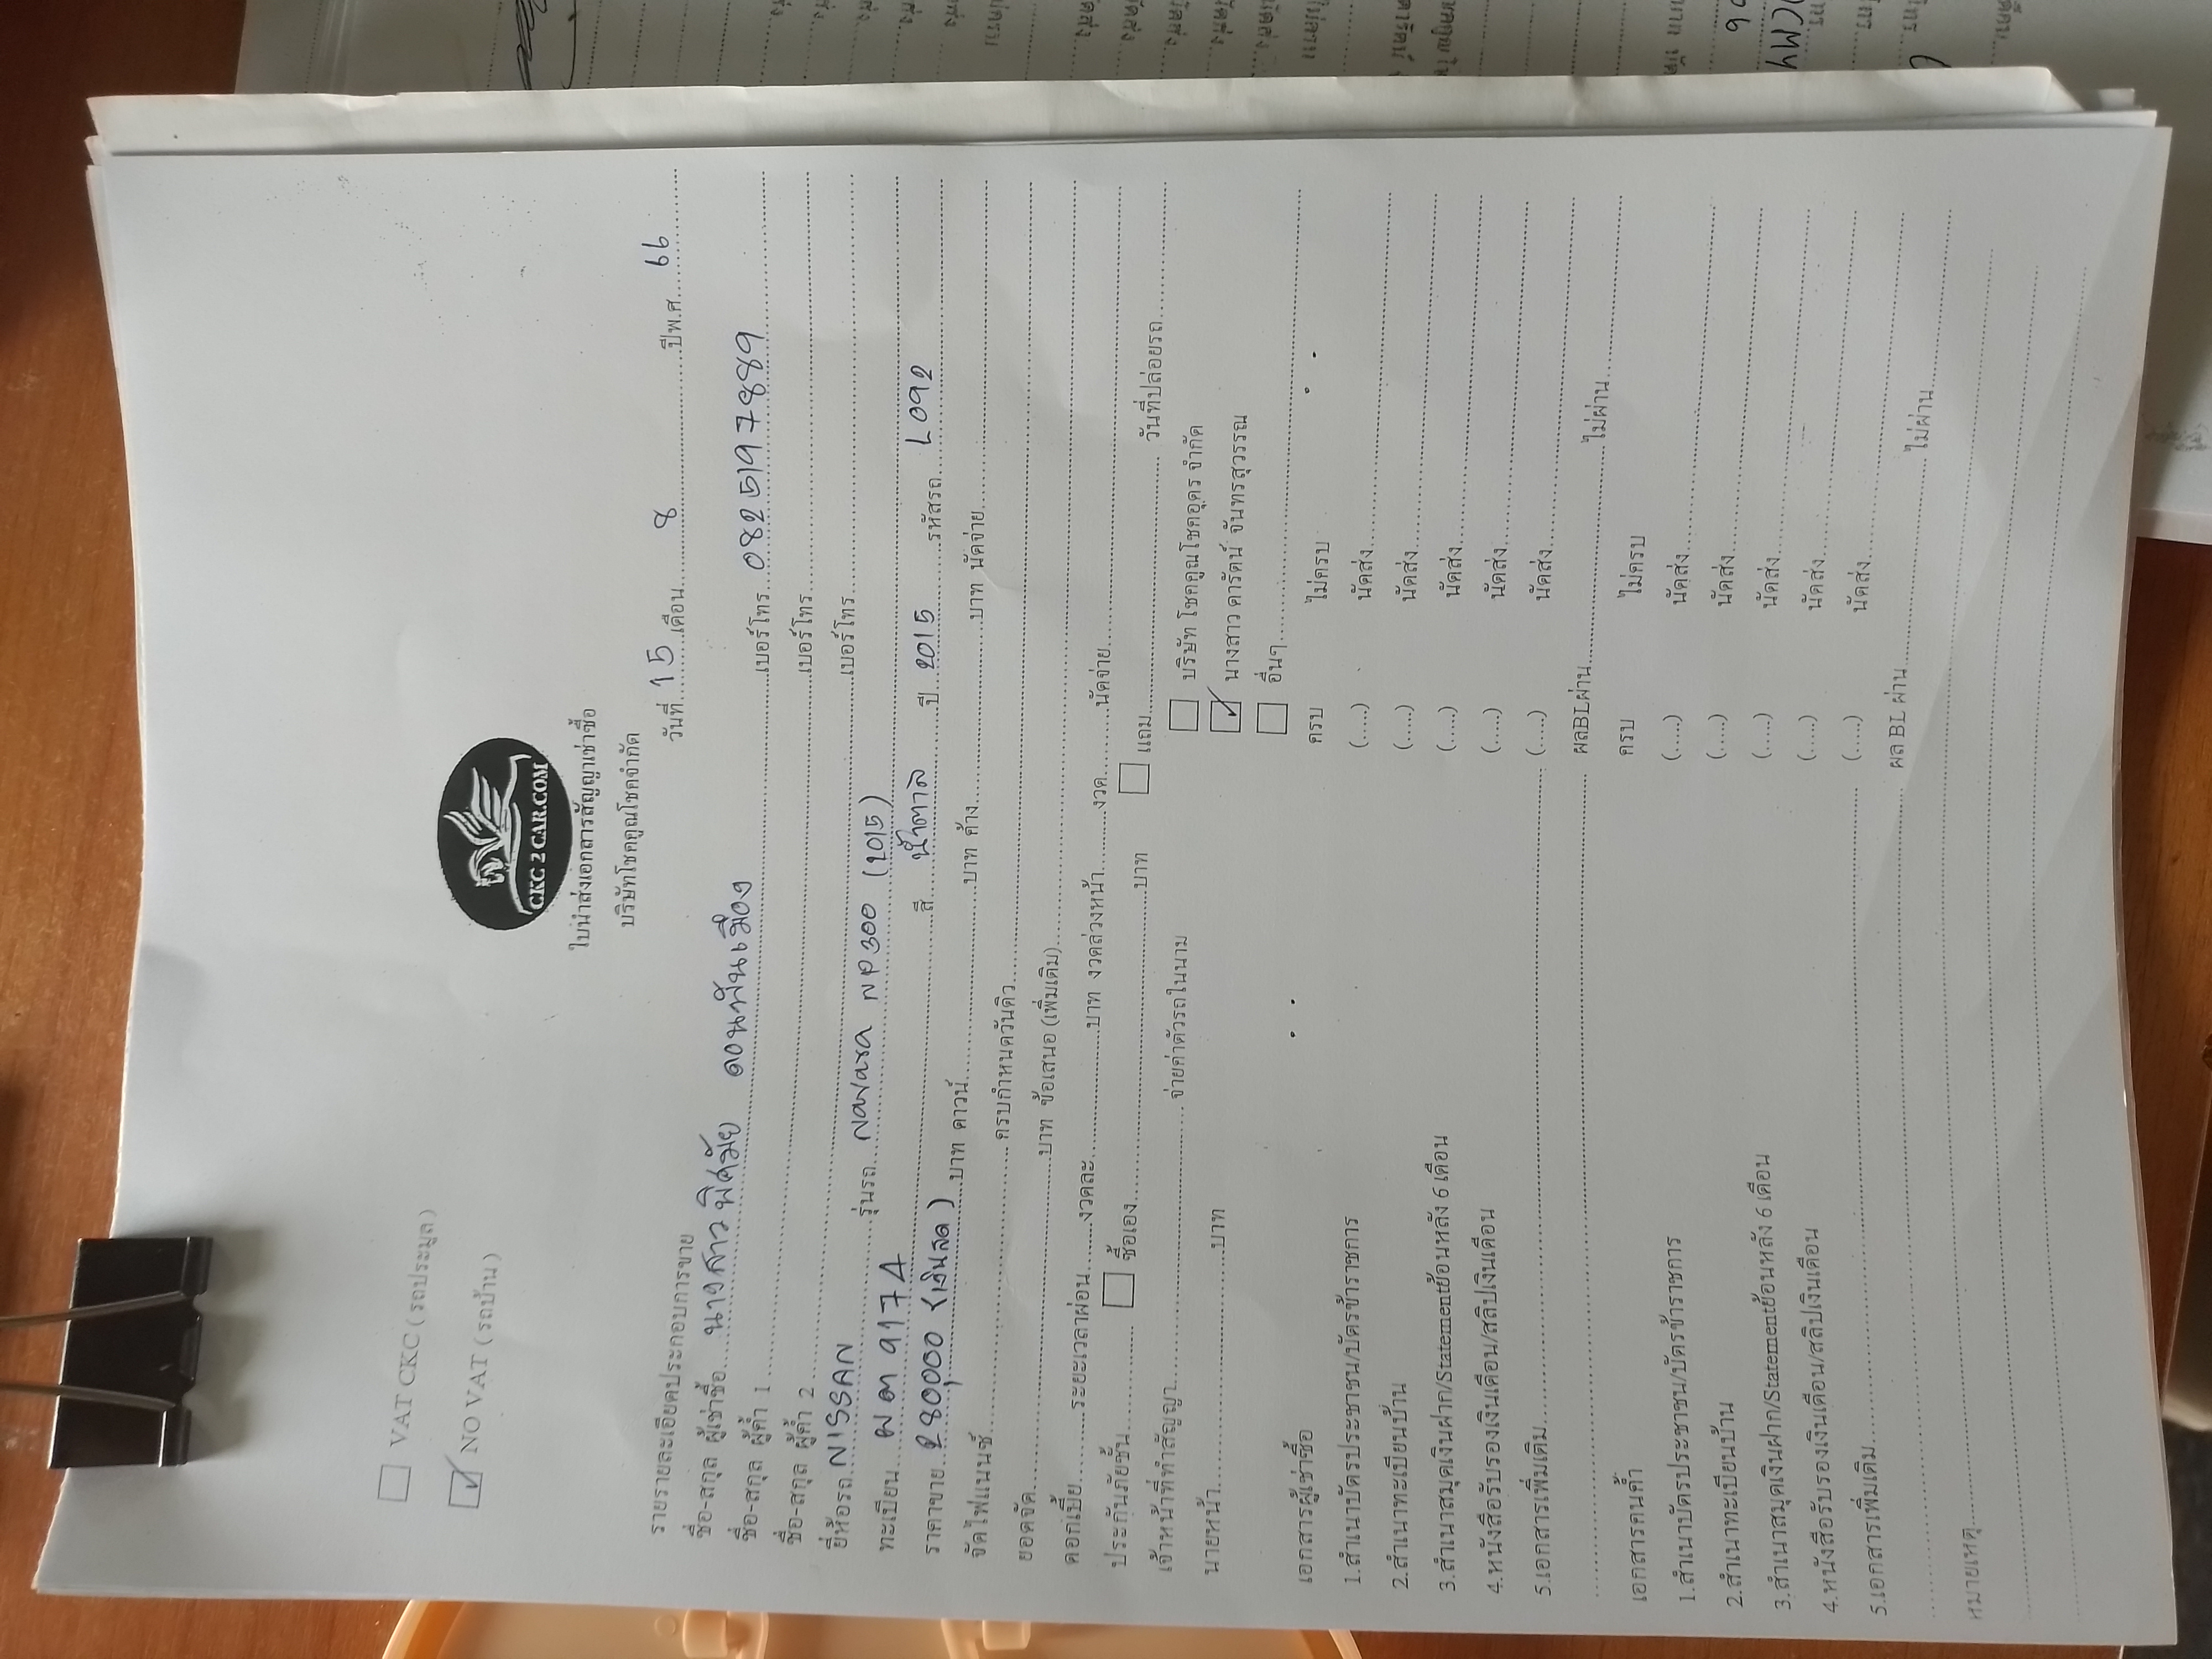 VAT CKC (รถประมูล)
NO VAT (รถบ้าน)
CKC 2 CAR.COM
ใบนำส่งเอกสารสัญญาเช่าซื้อ
บริษัทโชคคูณโชคจำกัด
วันที่ 15 เดือน 8 ปีพ.ศ. 66
รายรายละเอียดประกอบการขาย
ชื่อ-สกุล ผู้เช่าซื้อ นางสาว พิศมัย ดอนพันเมือง เบอร์โทร 0825197889
ชื่อ-สกุล ผู้ค้ำ 1 เบอร์โทร
ชื่อ-สกุล ผู้ค้ำ 2 เบอร์โทร
ยี่ห้อรถ NISSAN รุ่นรถ Navara NP300 (2015)
ทะเบียน 9174 สี น้ำตาล ปี 2015 รหัสรถ L092
ราคาขาย 280,000 (เงินสด) บาท ดาวน์ บาท ค้าง บาท นัดจ่าย
จัดไฟแนนซ์ ครบกำหนดวันคิว
ยอดจัด บาท ข้อเสนอ (เพิ่มเติม)
ดอกเบี้ย ระยะเวลาผ่อน งวดละ บาท งวดล่วงหน้า งวด นัดจ่าย
ประกันภัยชั้น ซื้อเอง บาท แถม วันที่ปล่อยรถ
เจ้าหน้าที่ทำสัญญา จ่ายค่าตัวรถในนาม บริษัท โชคคูณโชคอุดร จำกัด
นายหน้า บาท นางสาว ดารัตน์ จันทรสุวรรณ
อื่นๆ
เอกสารผู้เช่าซื้อ ครบ ไม่ครบ
1.สำเนาบัตรประชาชน/บัตรข้าราชการ (....) นัดส่ง
2.สำเนาทะเบียนบ้าน (....) นัดส่ง
3.สำเนาสมุดเงินฝาก/Statementย้อนหลัง 6 เดือน (....) นัดส่ง
4.หนังสือรับรองเงินเดือน/สลิปเงินเดือน (....) นัดส่ง
5.เอกสารเพิ่มเติม (....) นัดส่ง
ผลBLผ่าน ไม่ผ่าน
เอกสารคนค้ำ ครบ ไม่ครบ
1.สำเนาบัตรประชาชน/บัตรข้าราชการ (....) นัดส่ง
2.สำเนาทะเบียนบ้าน (....) นัดส่ง
3.สำเนาสมุดเงินฝาก/Statementย้อนหลัง 6 เดือน (....) นัดส่ง
4.หนังสือรับรองเงินเดือน/สลิปเงินเดือน (....) นัดส่ง
5.เอกสารเพิ่มเติม (....) นัดส่ง
ผล BL ผ่าน ไม่ผ่าน
หมายเหตุ